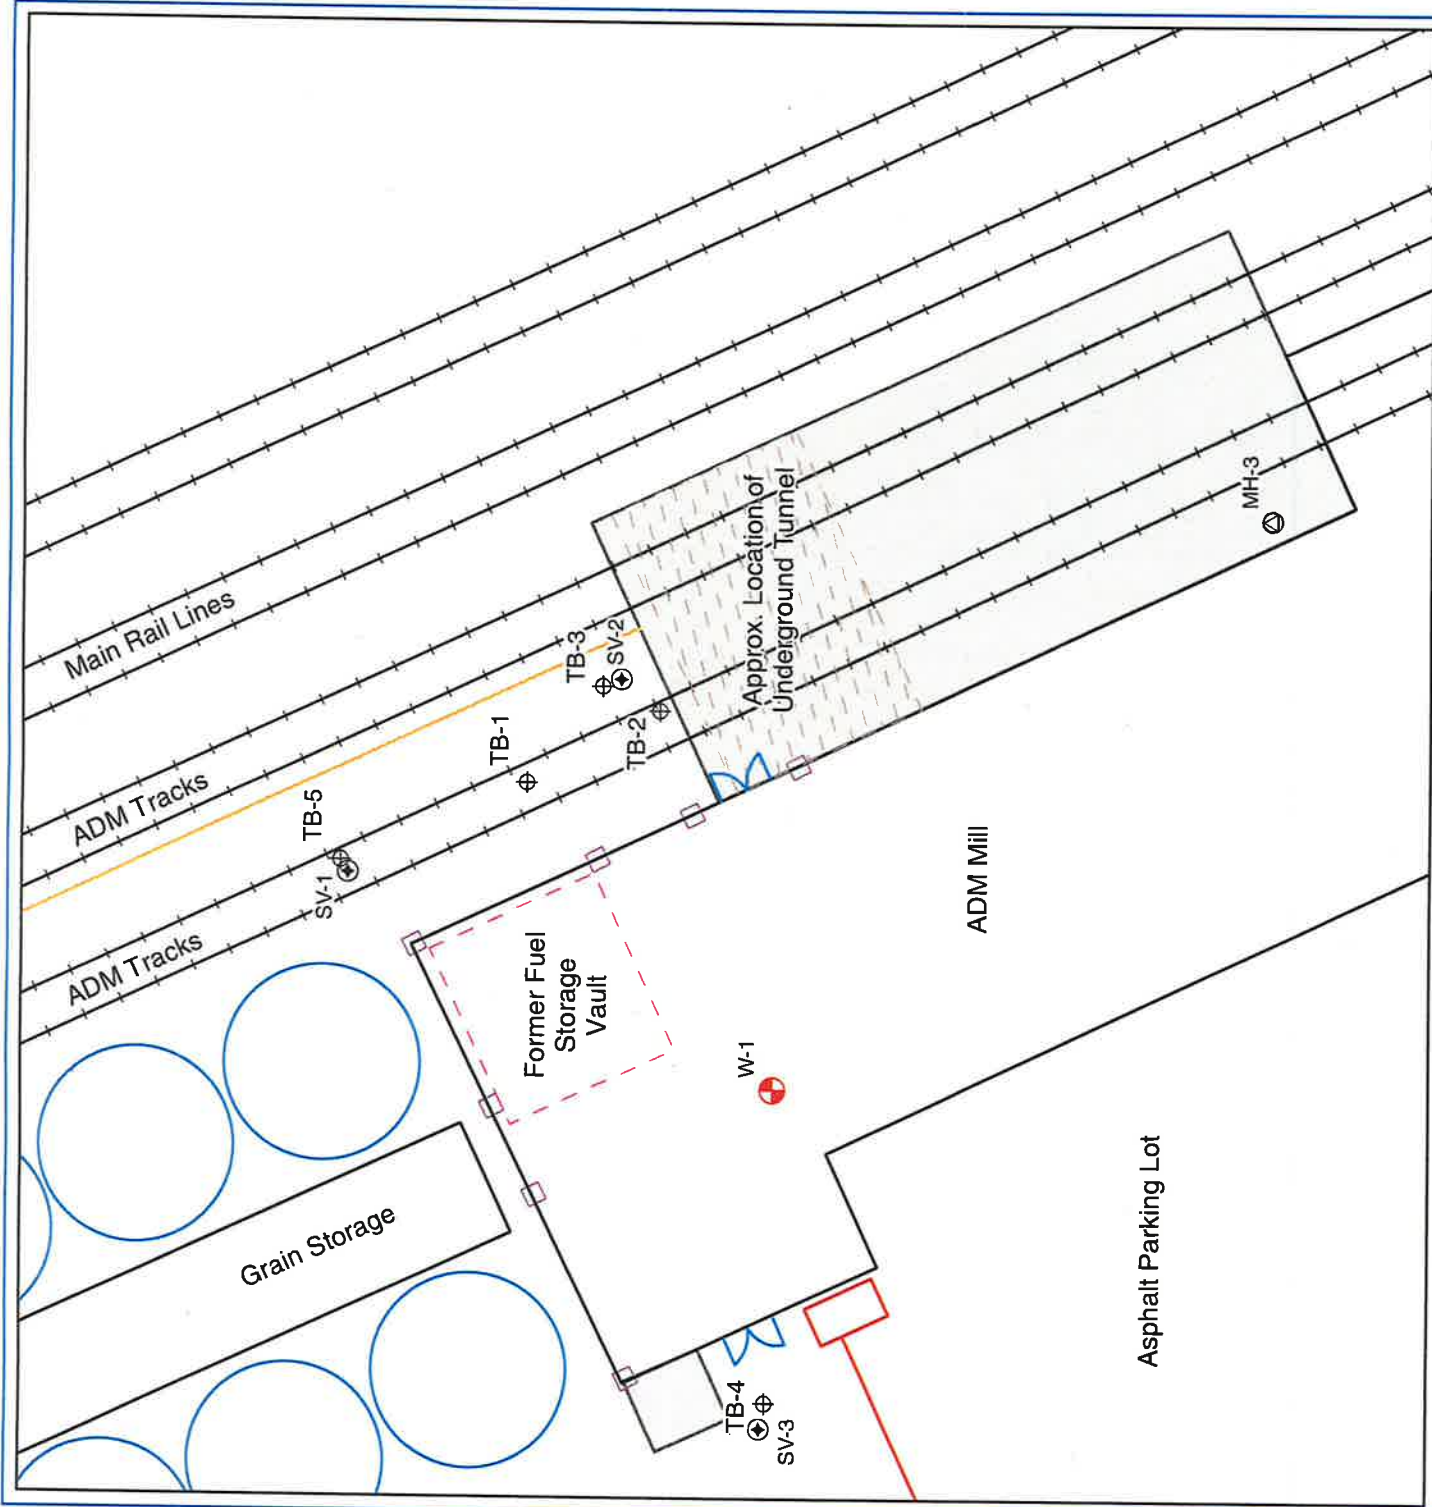 Main Rail Lines
ADM Tracks
ADM Tracks
TB-5
SV-1
TB-1
TB-3
SV-2
TB-2
Approx. Location of
Underground Tunnel
MH-3
Former Fuel
Storage
Vault
ADM Mill
W-1
Grain Storage
TB-4
SV-3
Asphalt Parking Lot